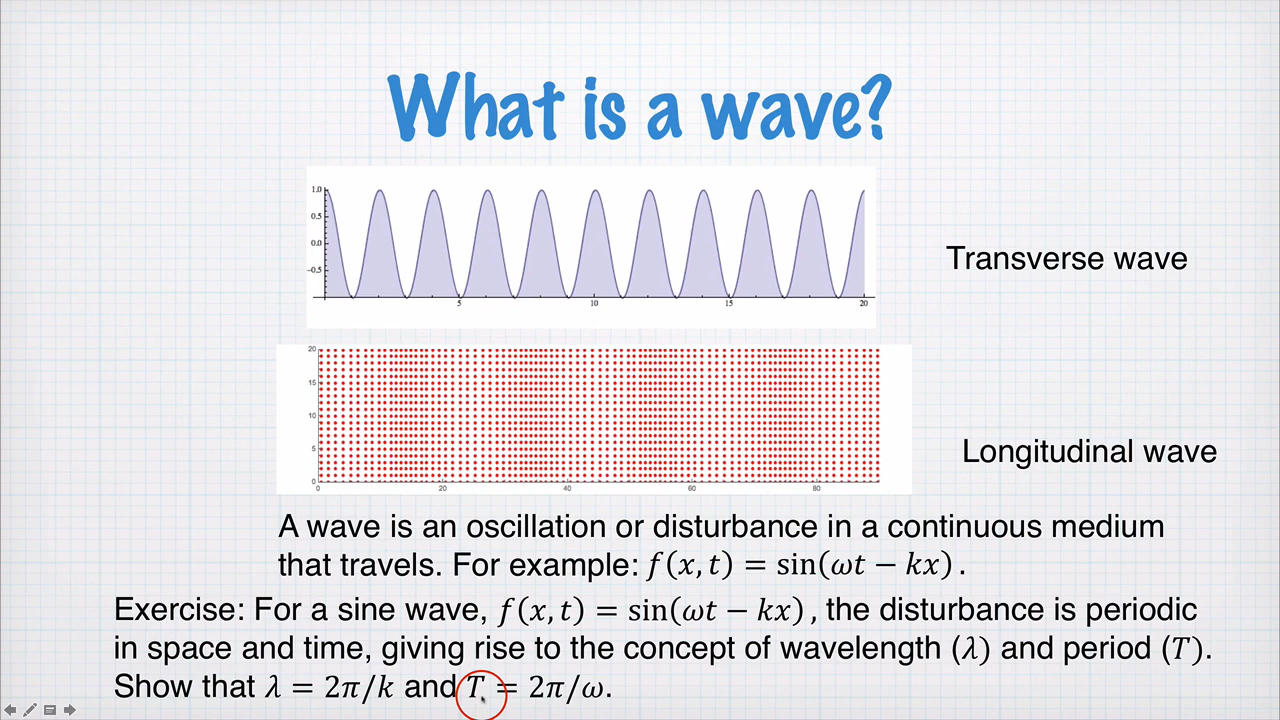 What is a wave?
1.0
0.5
0.0
-0.5
5 10 15 20
Transverse wave
20
15
10
5
0
0 20 40 60 80
Longitudinal wave
A wave is an oscillation or disturbance in a continuous medium
that travels. For example: f(x, t) = sin(ωt − kx).
Exercise: For a sine wave, f(x, t) = sin(ωt − kx), the disturbance is periodic
in space and time, giving rise to the concept of wavelength (λ) and period (T).
Show that λ = 2π/k and T = 2π/ω.